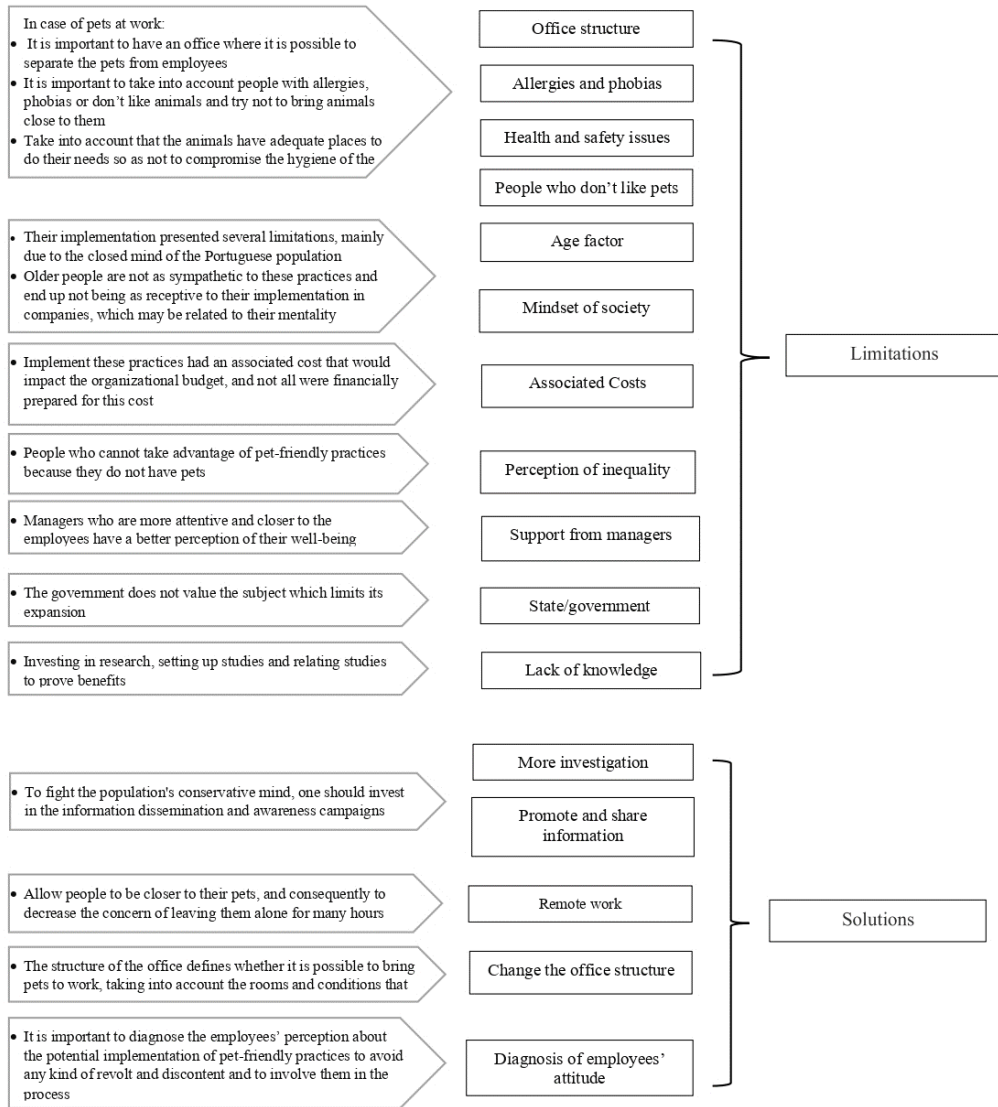 In case of pets at work:
• It is important to have an office where it is possible to
separate the pets from employees
• It is important to take into account people with allergies,
phobias or don't like animals and try not to bring animals
close to them
• Take into account that the animals have adequate places to
do their needs so as not to compromise the hygiene of the
Office structure
Allergies and phobias
Health and safety issues
People who don't like pets
• Their implementation presented several limitations, mainly
due to the closed mind of the Portuguese population
• Older people are not as sympathetic to these practices and
end up not being as receptive to their implementation in
companies, which may be related to their mentality
Age factor
Mindset of society
• Implement these practices had an associated cost that would
impact the organizational budget, and not all were financially
prepared for this cost
Associated Costs
• People who cannot take advantage of pet-friendly practices
because they do not have pets
Perception of inequality
• Managers who are more attentive and closer to the
employees have a better perception of their well-being
Support from managers
• The government does not value the subject which limits its
expansion
State/government
• Investing in research, setting up studies and relating studies
to prove benefits
Lack of knowledge
Limitations
More investigation
• To fight the population's conservative mind, one should invest
in the information dissemination and awareness campaigns
Promote and share
information
• Allow people to be closer to their pets, and consequently to
decrease the concern of leaving them alone for many hours
Remote work
• The structure of the office defines whether it is possible to bring
pets to work, taking into account the rooms and conditions that
Change the office structure
• It is important to diagnose the employees' perception about
the potential implementation of pet-friendly practices to avoid
any kind of revolt and discontent and to involve them in the
process
Diagnosis of employees'
attitude
Solutions